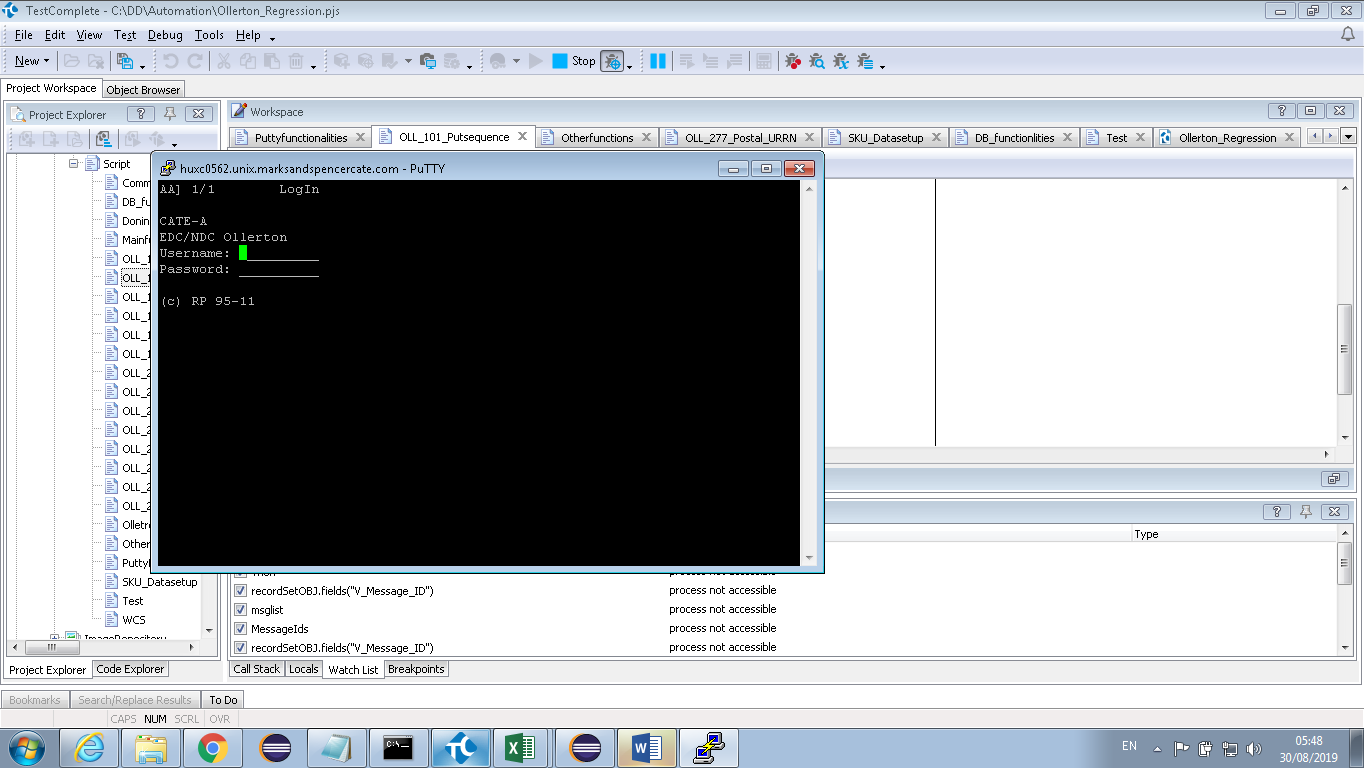 TestComplete - C:\DD\Automation\Ollerton_Regression.pjs
File Edit View Test Debug Tools Help
New Stop
Project Workspace Object Browser
Project Explorer
Workspace
Puttyfunctionalities OLL_101_Putsequence Otherfunctions OLL_277_Postal_URRN SKU_Datasetup DB_functionlities Test Ollerton_Regression
Script
Comm
DB_fu
Donin
Mainf
OLL_1
OLL_1
OLL_1
OLL_1
OLL_1
OLL_1
OLL_2
OLL_2
OLL_2
OLL_2
OLL_2
OLL_2
OLL_2
OLL_2
Olletro
Other
Putty
SKU_Datasetup
Test
WCS
ImageRepository
huxc0562.unix.marksandspencercate.com - PuTTY
AA] 1/1 LogIn
CATE-A
EDC/NDC Ollerton
Username:
Password:
(c) RP 95-11
Type
recordSetOBJ.fields("V_Message_ID") process not accessible
msglist process not accessible
MessageIds process not accessible
recordSetOBJ.fields("V_Message_ID") process not accessible
Project Explorer Code Explorer
Call Stack Locals Watch List Breakpoints
Bookmarks Search/Replace Results To Do
CAPS NUM SCRL OVR
EN
05:48
30/08/2019